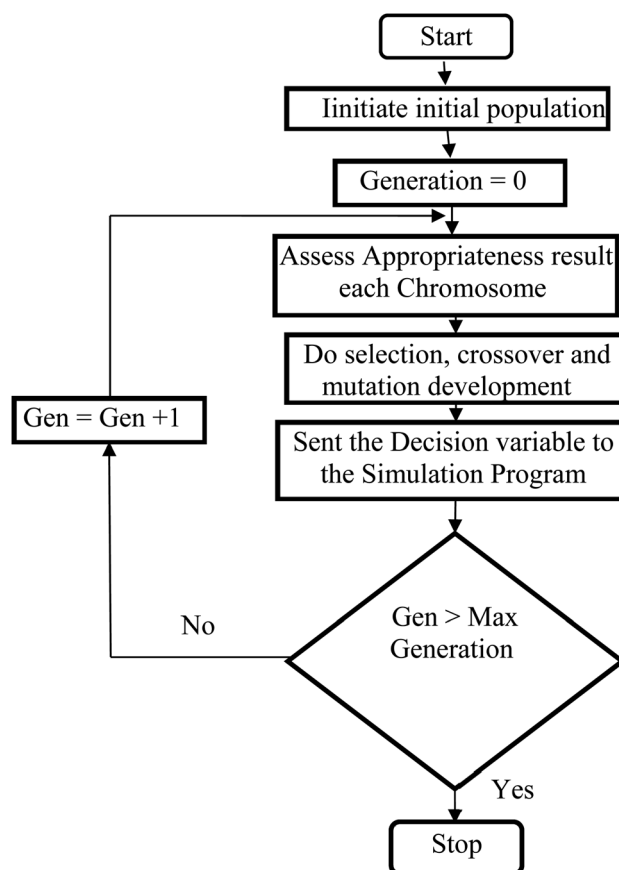 Start
Iinitiate initial population
Generation = 0
Assess Appropriateness result
each Chromosome
Do selection, crossover and
mutation development
Gen = Gen +1
Sent the Decision variable to
the Simulation Program
Gen > Max
Generation
No
Yes
Stop